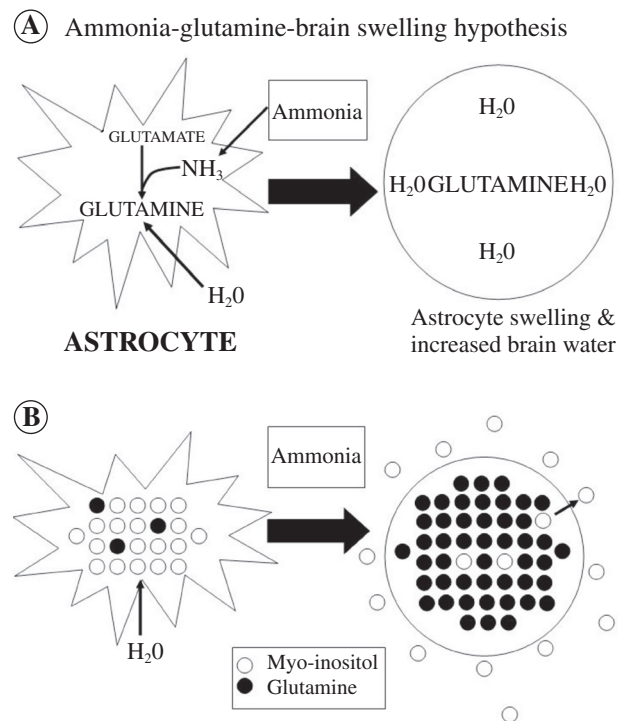 A Ammonia-glutamine-brain swelling hypothesis
Ammonia
GLUTAMATE
NH₃
GLUTAMINE
H₂0
ASTROCYTE
H₂0
H₂0GLUTAMINEH₂0
H₂0
Astrocyte swelling &
increased brain water
B
Ammonia
H₂0
Myo-inositol
Glutamine